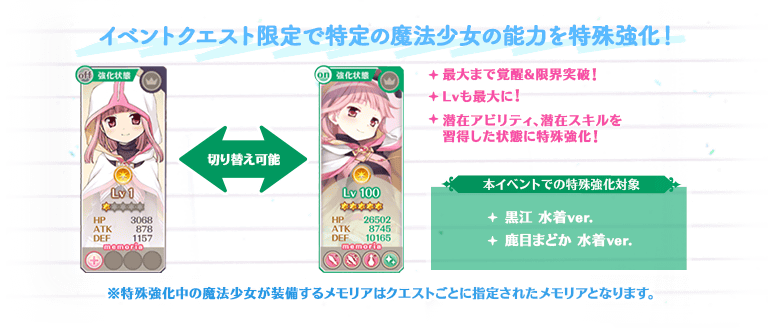 イベントクエスト限定で特定の魔法少女の能力を特殊強化！
off 強化状態
Lv 1
HP 3068
ATK 878
DEF 1157
memoria
切り替え可能
on 強化状態
Lv 100
HP 26502
ATK 8745
DEF 10165
memoria
最大まで覚醒&限界突破！
Lvも最大に！
潜在アビリティ、潜在スキルを
習得した状態に特殊強化！
本イベントでの特殊強化対象
黒江 水着ver.
鹿目まどか 水着ver.
※特殊強化中の魔法少女が装備するメモリアはクエストごとに指定されたメモリアとなります。